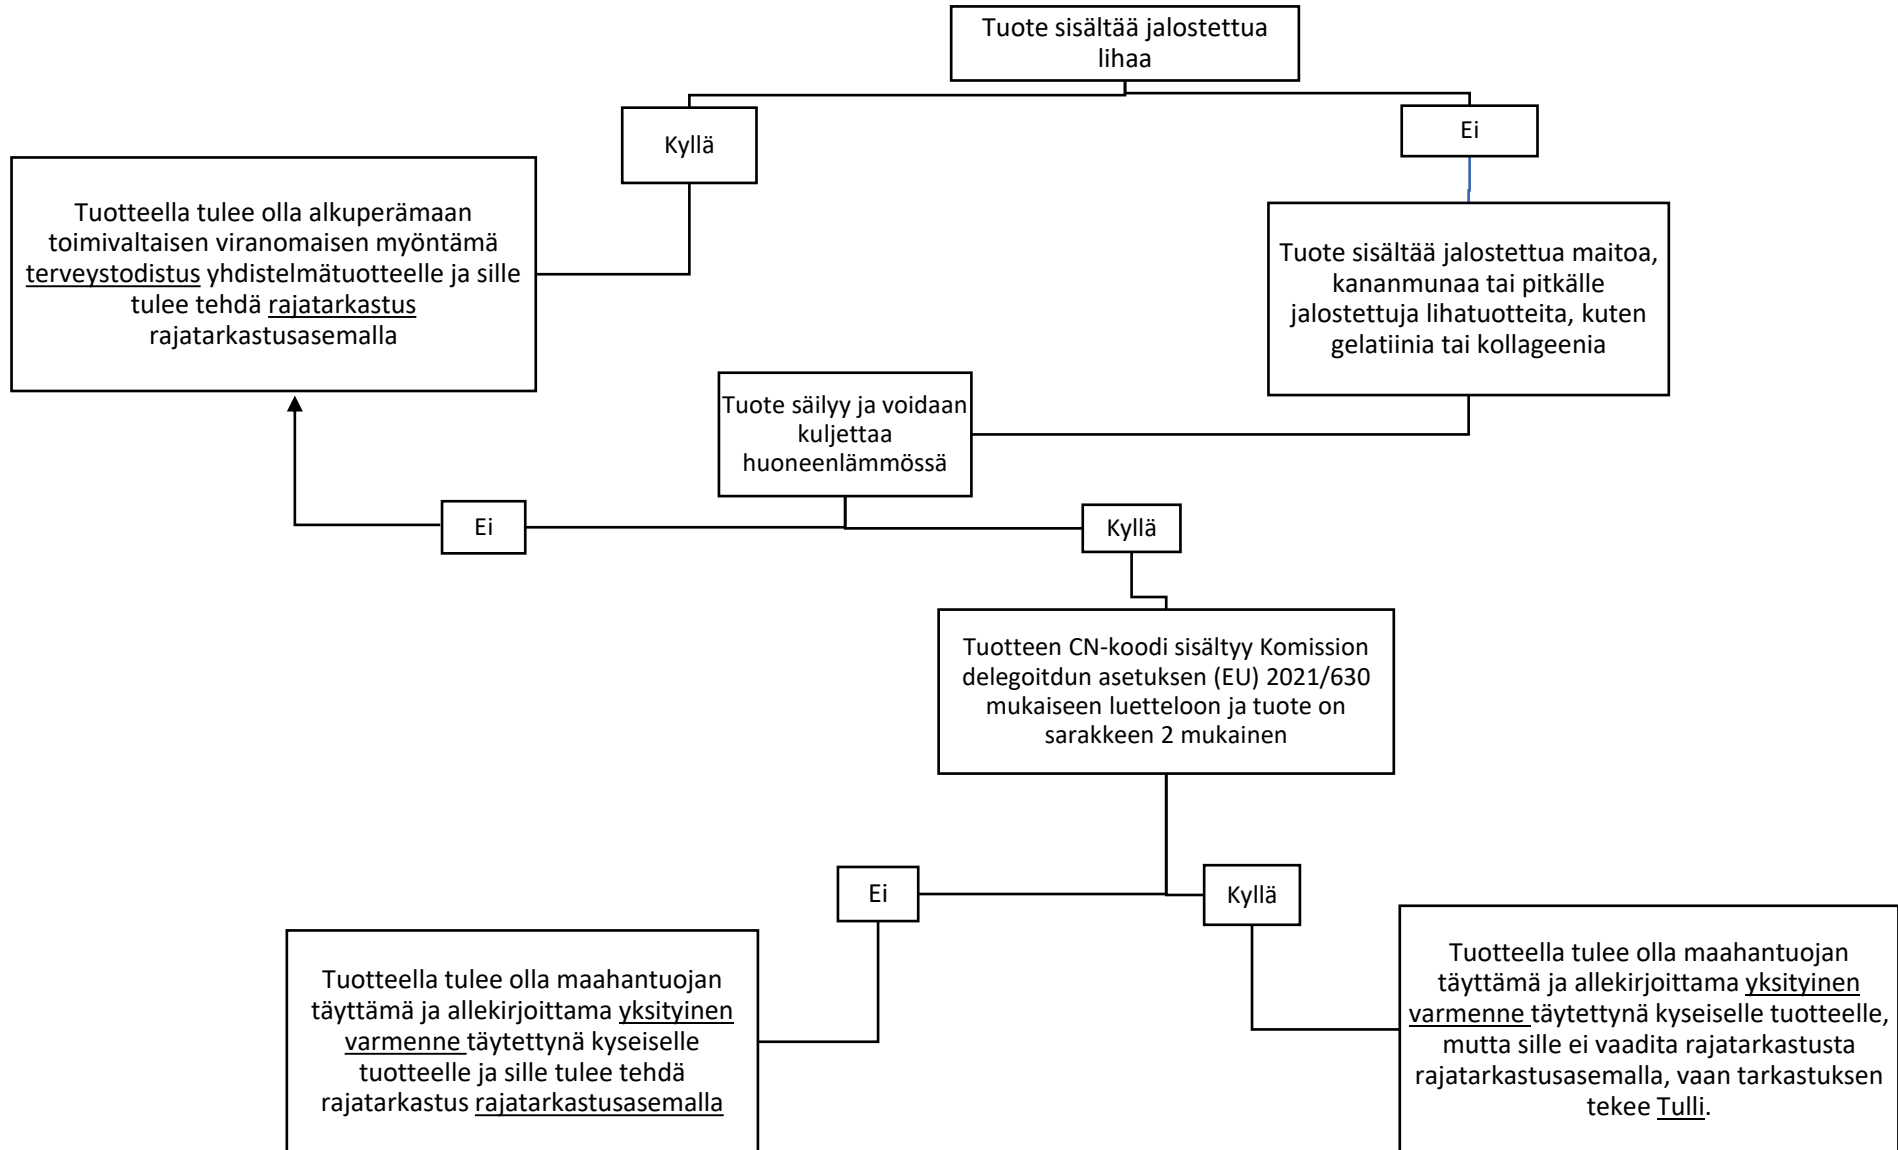 Tuote sisältää jalostettua
lihaa
Kyllä
Ei
Tuotteella tulee olla alkuperämaan
toimivaltaisen viranomaisen myöntämä
terveystodistus yhdistelmätuotteelle ja sille
tulee tehdä rajatarkastus
rajatarkastusasemalla
Tuote sisältää jalostettua maitoa,
kananmunaa tai pitkälle
jalostettuja lihatuotteita, kuten
gelatiinia tai kollageenia
Tuote säilyy ja voidaan
kuljettaa
huoneenlämmössä
Ei
Kyllä
Tuotteen CN-koodi sisältyy Komission
delegoitdun asetuksen (EU) 2021/630
mukaiseen luetteloon ja tuote on
sarakkeen 2 mukainen
Ei
Kyllä
Tuotteella tulee olla maahantuojan
täyttämä ja allekirjoittama yksityinen
varmenne täytettynä kyseiselle
tuotteelle ja sille tulee tehdä
rajatarkastus rajatarkastusasemalla
Tuotteella tulee olla maahantuojan
täyttämä ja allekirjoittama yksityinen
varmenne täytettynä kyseiselle tuotteelle,
mutta sille ei vaadita rajatarkastusta
rajatarkastusasemalla, vaan tarkastuksen
tekee Tulli.